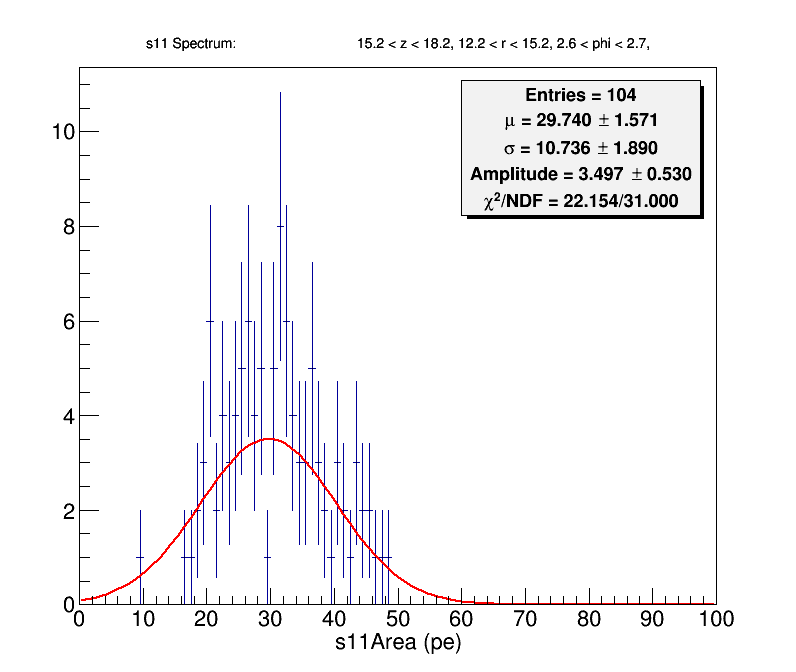 s11 Spectrum: 15.2 < z < 18.2, 12.2 < r < 15.2, 2.6 < phi < 2.7,
Entries = 104
μ = 29.740 ± 1.571
σ = 10.736 ± 1.890
Amplitude = 3.497 ± 0.530
χ²/NDF = 22.154/31.000
10
8
6
4
2
0
0 10 20 30 40 50 60 70 80 90 100
s11Area (pe)